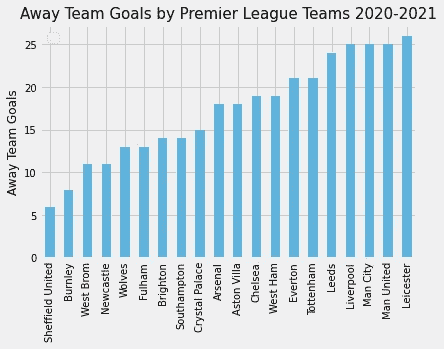 Away Team Goals by Premier League Teams 2020-2021
Away Team Goals
25
20
15
10
5
0
Sheffield United
Burnley
West Brom
Newcastle
Wolves
Fulham
Brighton
Southampton
Crystal Palace
Arsenal
Aston Villa
Chelsea
West Ham
Everton
Tottenham
Leeds
Liverpool
Man City
Man United
Leicester